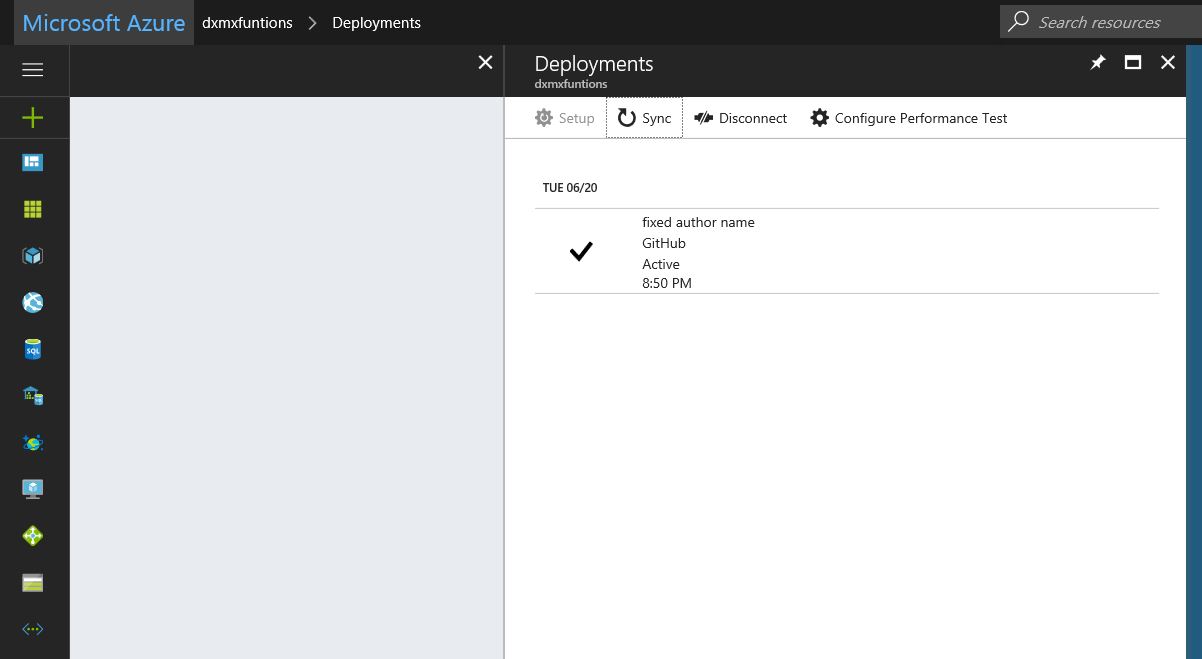 Microsoft Azure dxmxfuntions > Deployments Search resources
Deployments
dxmxfuntions
Setup Sync Disconnect Configure Performance Test
TUE 06/20
fixed author name
GitHub
Active
8:50 PM
SQL